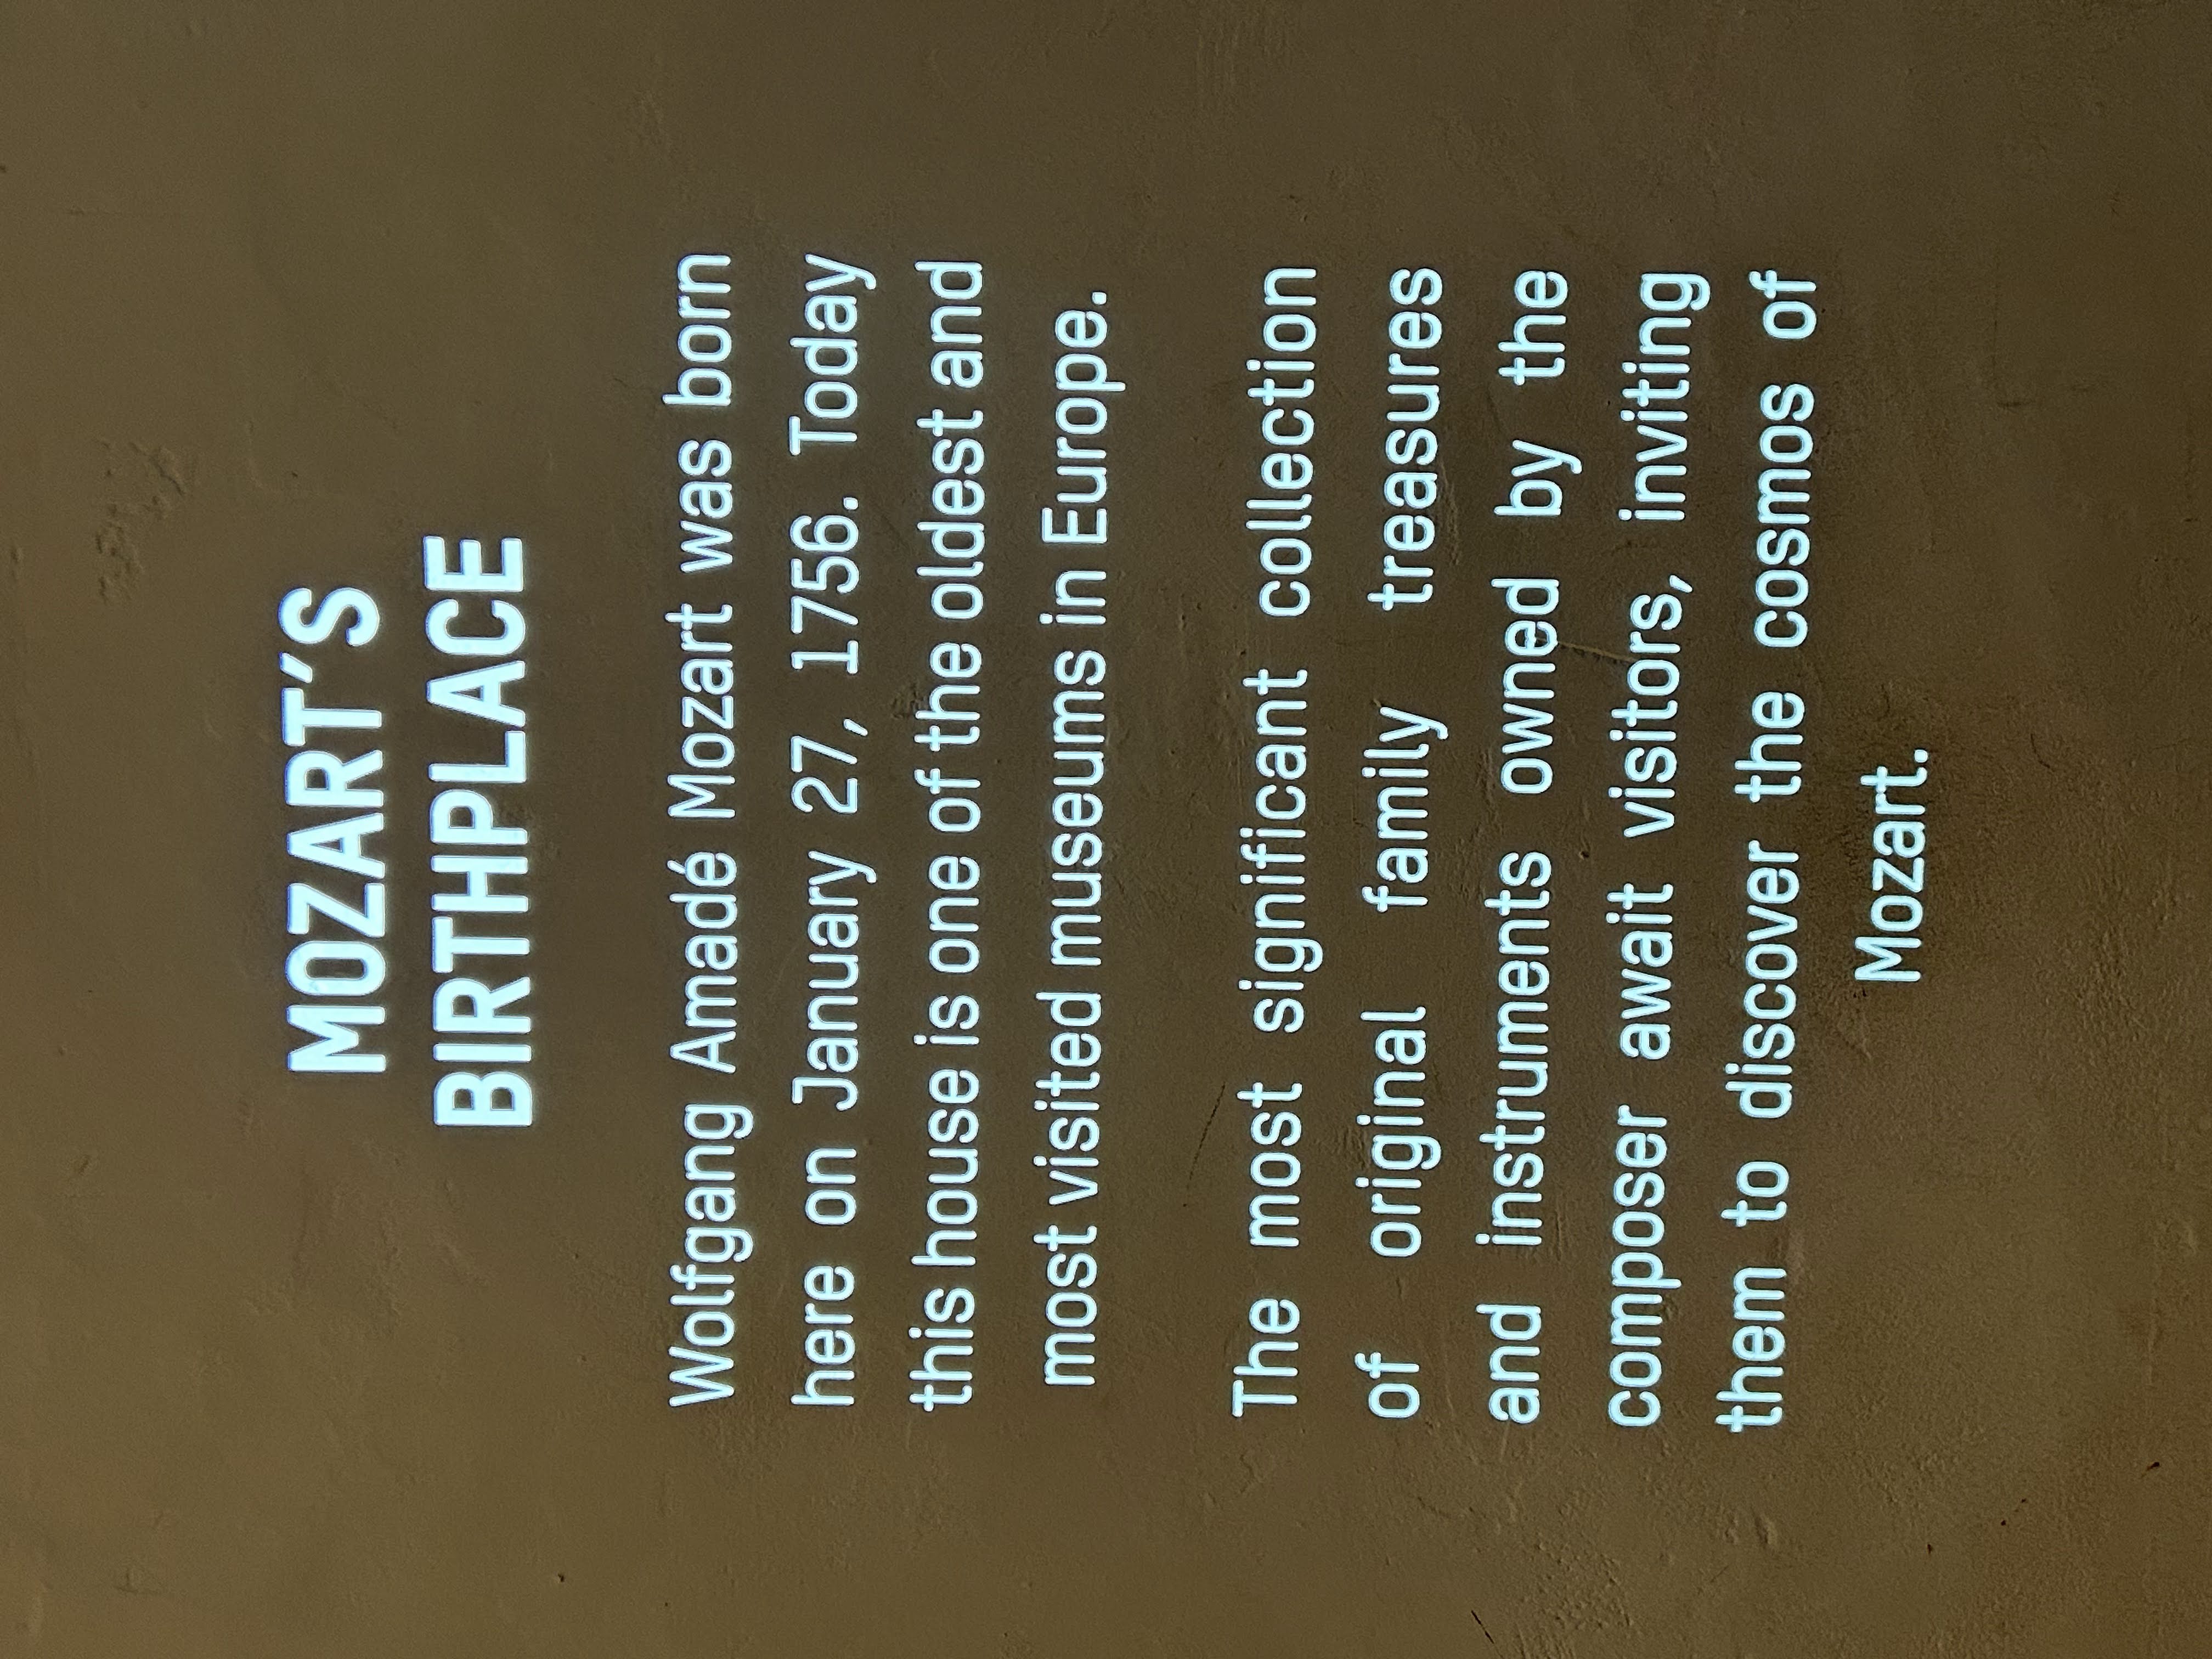 MOZART´S
BIRTHPLACE
Wolfgang Amadé Mozart was born
here on January 27, 1756. Today
this house is one of the oldest and
most visited museums in Europe.
The most significant collection
of original family treasures
and instruments owned by the
composer await visitors, inviting
them to discover the cosmos of
Mozart.